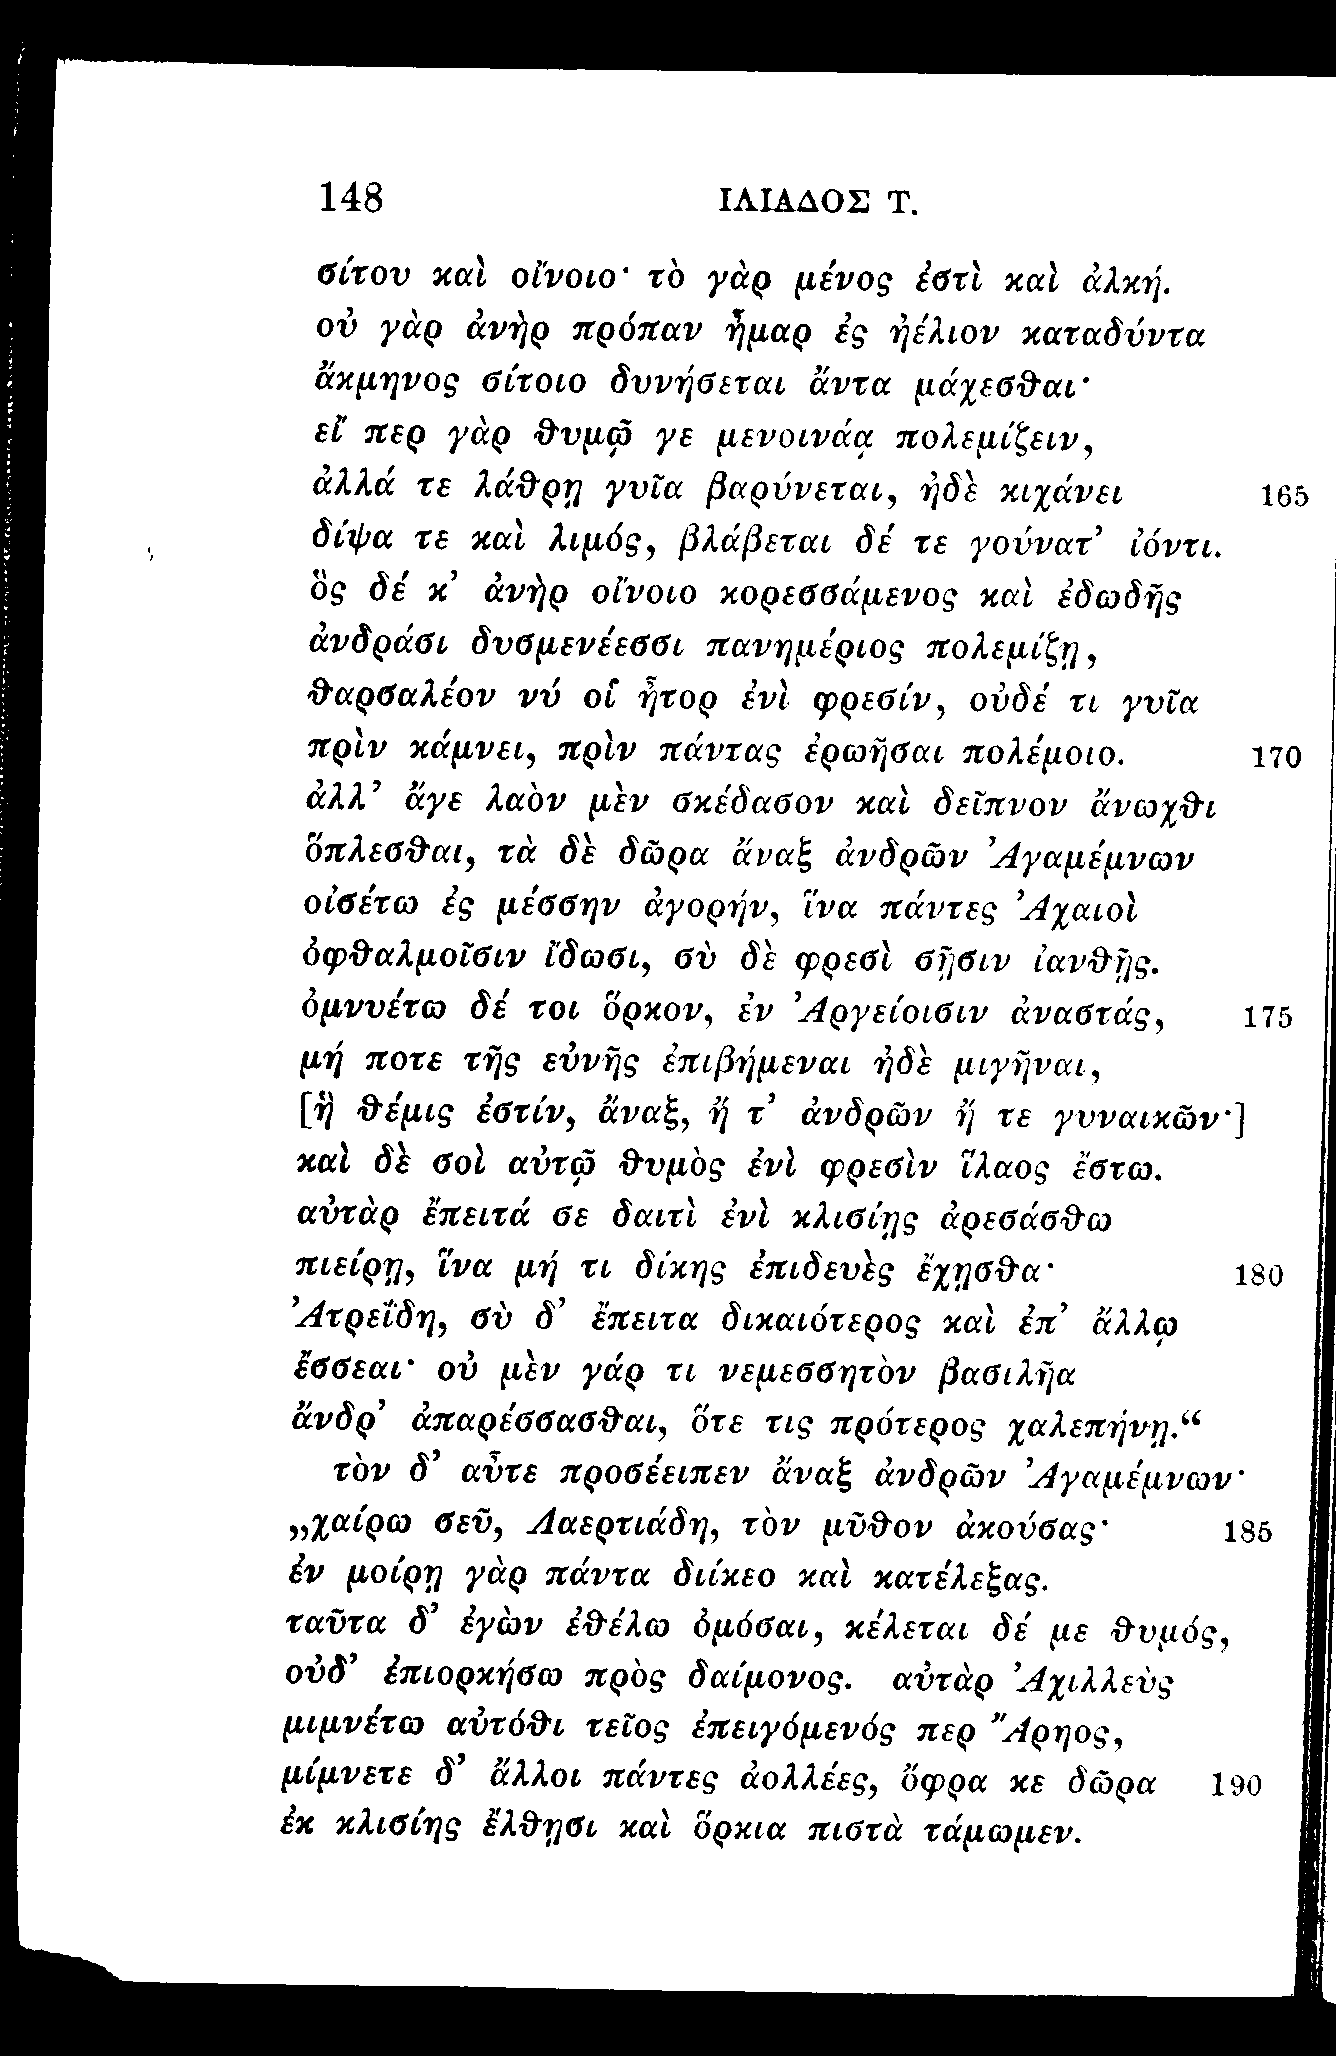 148 ΙΛΙΑΔΟΣ Τ.
σίτου καὶ οἴνοιο· τὸ γὰρ μένος ἐστὶ καὶ ἀλκή.
οὐ γὰρ ἀνὴρ πρόπαν ἦμαρ ἐς ἠέλιον καταδύντα
ἄκμηνος σίτοιο δυνήσεται ἄντα μάχεσθαι·
εἴ περ γὰρ θυμῷ γε μενοινάᾳ πολεμίζειν,
ἀλλά τε λάθρῃ γυῖα βαρύνεται, ἠδὲ κιχάνει 165
δίψα τε καὶ λιμός, βλάβεται δέ τε γούνατ’ ἰόντι.
ὃς δέ κ’ ἀνὴρ οἴνοιο κορεσσάμενος καὶ ἐδωδῆς
ἀνδράσι δυσμενέεσσι πανημέριος πολεμίζῃ,
θαρσαλέον νύ οἱ ἦτορ ἐνὶ φρεσίν, οὐδέ τι γυῖα
πρὶν κάμνει, πρὶν πάντας ἐρωῆσαι πολέμοιο. 170
ἀλλ’ ἄγε λαὸν μὲν σκέδασον καὶ δεῖπνον ἄνωχθι
ὅπλεσθαι, τὰ δὲ δῶρα ἄναξ ἀνδρῶν Ἀγαμέμνων
οἰσέτω ἐς μέσσην ἀγορήν, ἵνα πάντες Ἀχαιοὶ
ὀφθαλμοῖσιν ἴδωσι, σὺ δὲ φρεσὶ σῇσιν ἰανθῇς.
ὀμνυέτω δέ τοι ὅρκον, ἐν Ἀργείοισιν ἀναστάς, 175
μή ποτε τῆς εὐνῆς ἐπιβήμεναι ἠδὲ μιγῆναι,
[ἣ θέμις ἐστίν, ἄναξ, ἤ τ’ ἀνδρῶν ἤ τε γυναικῶν·]
καὶ δὲ σοὶ αὐτῷ θυμὸς ἐνὶ φρεσὶν ἵλαος ἔστω.
αὐτὰρ ἔπειτά σε δαιτὶ ἐνὶ κλισίῃς ἀρεσάσθω
πιείρῃ, ἵνα μή τι δίκης ἐπιδευὲς ἔχῃσθα· 180
Ἀτρεΐδη, σὺ δ’ ἔπειτα δικαιότερος καὶ ἐπ’ ἄλλῳ
ἔσσεαι· οὐ μὲν γάρ τι νεμεσσητὸν βασιλῆα
ἄνδρ’ ἀπαρέσσασθαι, ὅτε τις πρότερος χαλεπήνῃ.“
τὸν δ’ αὖτε προσέειπεν ἄναξ ἀνδρῶν Ἀγαμέμνων·
„χαίρω σεῦ, Λαερτιάδη, τὸν μῦθον ἀκούσας· 185
ἐν μοίρῃ γὰρ πάντα διίκεο καὶ κατέλεξας.
ταῦτα δ’ ἐγὼν ἐθέλω ὀμόσαι, κέλεται δέ με θυμός,
οὐδ’ ἐπιορκήσω πρὸς δαίμονος. αὐτὰρ Ἀχιλλεὺς
μιμνέτω αὐτόθι τεῖος ἐπειγόμενός περ Ἄρηος,
μίμνετε δ’ ἄλλοι πάντες ἀολλέες, ὄφρα κε δῶρα 190
ἐκ κλισίης ἔλθῃσι καὶ ὅρκια πιστὰ τάμωμεν.